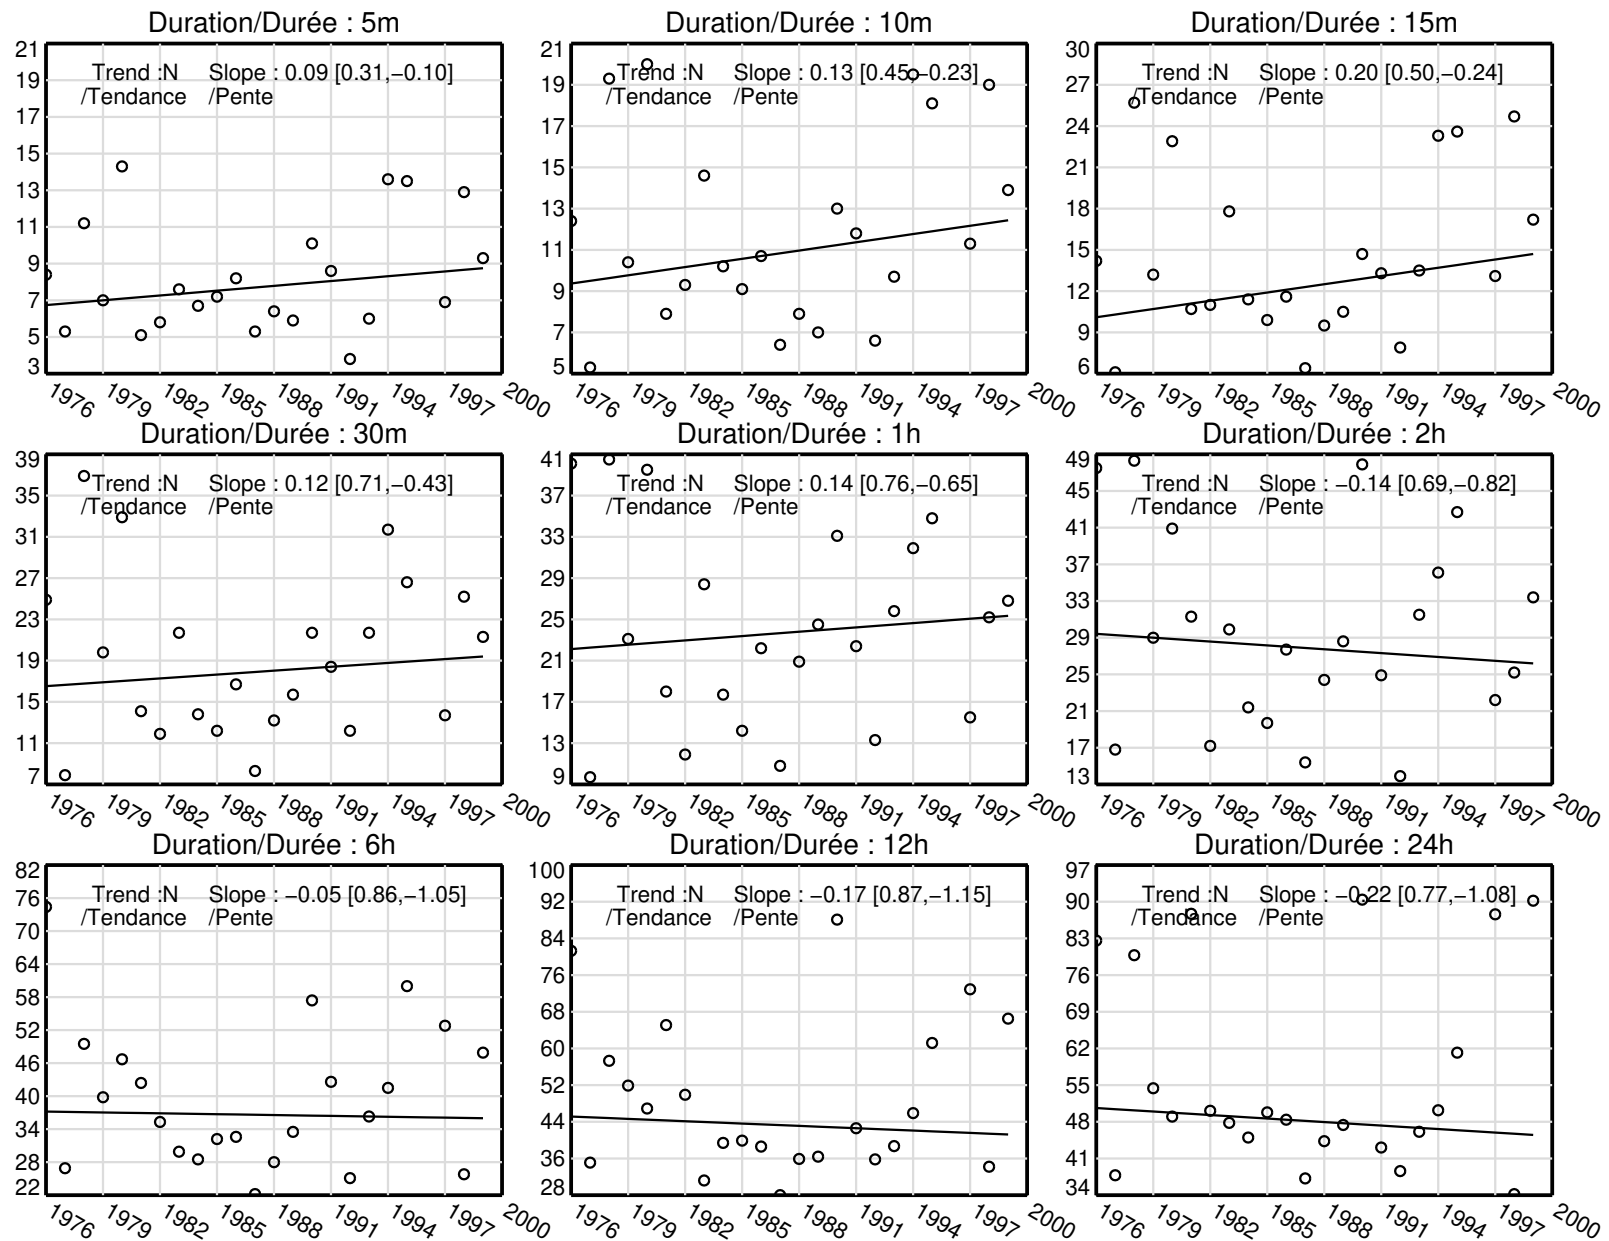 Duration/Durée : 5m
21
19
17
15
13
11
9
7
5
3
Trend :N Slope : 0.09 [0.31,−0.10]
/Tendance /Pente
1976 1979 1982 1985 1988 1991 1994 1997 2000
Duration/Durée : 10m
21
19
17
15
13
11
9
7
5
Trend :N Slope : 0.13 [0.45,−0.23]
/Tendance /Pente
1976 1979 1982 1985 1988 1991 1994 1997 2000
Duration/Durée : 15m
30
27
24
21
18
15
12
9
6
Trend :N Slope : 0.20 [0.50,−0.24]
/Tendance /Pente
1976 1979 1982 1985 1988 1991 1994 1997 2000
Duration/Durée : 30m
39
35
31
27
23
19
15
11
7
Trend :N Slope : 0.12 [0.71,−0.43]
/Tendance /Pente
1976 1979 1982 1985 1988 1991 1994 1997 2000
Duration/Durée : 1h
41
37
33
29
25
21
17
13
9
Trend :N Slope : 0.14 [0.76,−0.65]
/Tendance /Pente
1976 1979 1982 1985 1988 1991 1994 1997 2000
Duration/Durée : 2h
49
45
41
37
33
29
25
21
17
13
Trend :N Slope : −0.14 [0.69,−0.82]
/Tendance /Pente
1976 1979 1982 1985 1988 1991 1994 1997 2000
Duration/Durée : 6h
82
76
70
64
58
52
46
40
34
28
22
Trend :N Slope : −0.05 [0.86,−1.05]
/Tendance /Pente
1976 1979 1982 1985 1988 1991 1994 1997 2000
Duration/Durée : 12h
100
92
84
76
68
60
52
44
36
28
Trend :N Slope : −0.17 [0.87,−1.15]
/Tendance /Pente
1976 1979 1982 1985 1988 1991 1994 1997 2000
Duration/Durée : 24h
97
90
83
76
69
62
55
48
41
34
Trend :N Slope : −0.22 [0.77,−1.08]
/Tendance /Pente
1976 1979 1982 1985 1988 1991 1994 1997 2000